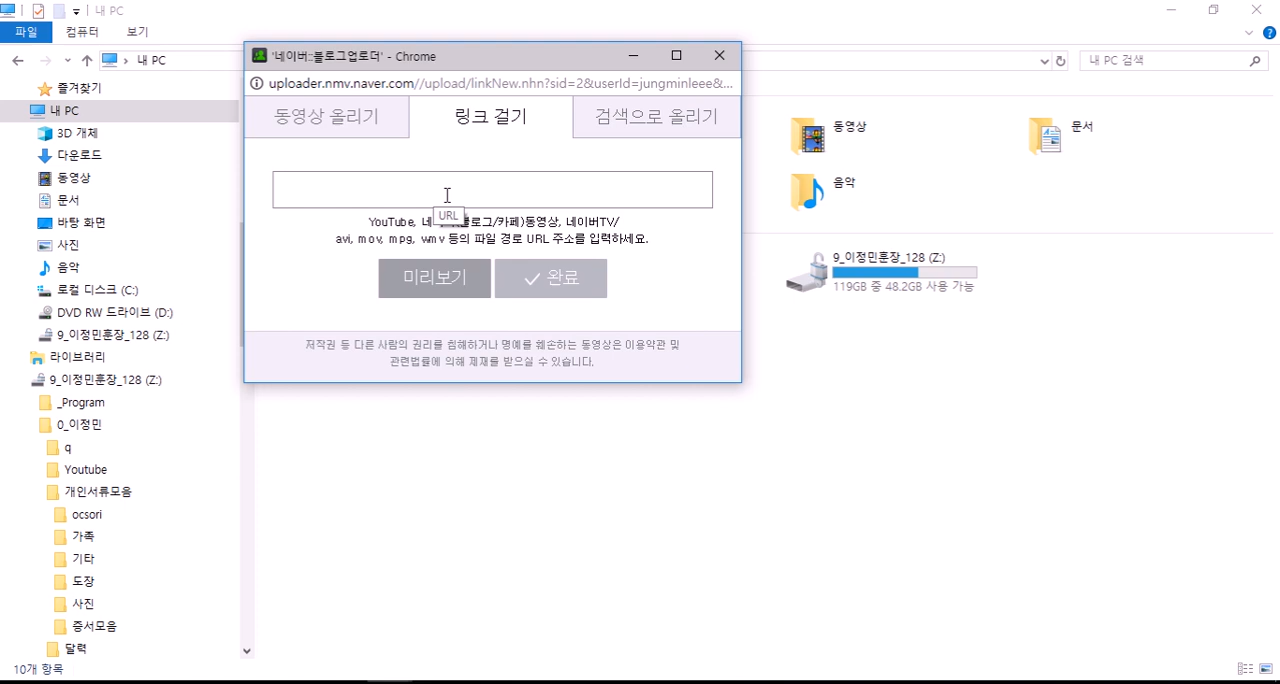 내 PC
파일
컴퓨터
보기
내 PC
내 PC 검색
즐겨찾기
내 PC
3D 개체
다운로드
동영상
문서
바탕 화면
사진
음악
로컬 디스크 (C:)
DVD RW 드라이브 (D:)
9_이정민훈장_128 (Z:)
라이브러리
9_이정민훈장_128 (Z:)
_Program
0_이정민
q
Youtube
개인서류모음
ocsori
가족
기타
도장
사진
증서모음
달력
10개 항목
'네이버::블로그업로더' - Chrome
uploader.nmv.naver.com//upload/linkNew.nhn?sid=2&userId=jungminleee&...
동영상 올리기
링크 걸기
검색으로 올리기
URL
YouTube, 블로그/카페)동영상, 네이버TV/
avi, mov, mpg, wmv 등의 파일 경로 URL 주소를 입력하세요.
미리보기
완료
저작권 등 다른 사람의 권리를 침해하거나 명예를 훼손하는 동영상은 이용약관 및
관련법률에 의해 제재를 받으실 수 있습니다.
동영상
문서
음악
9_이정민훈장_128 (Z:)
119GB 중 48.2GB 사용 가능